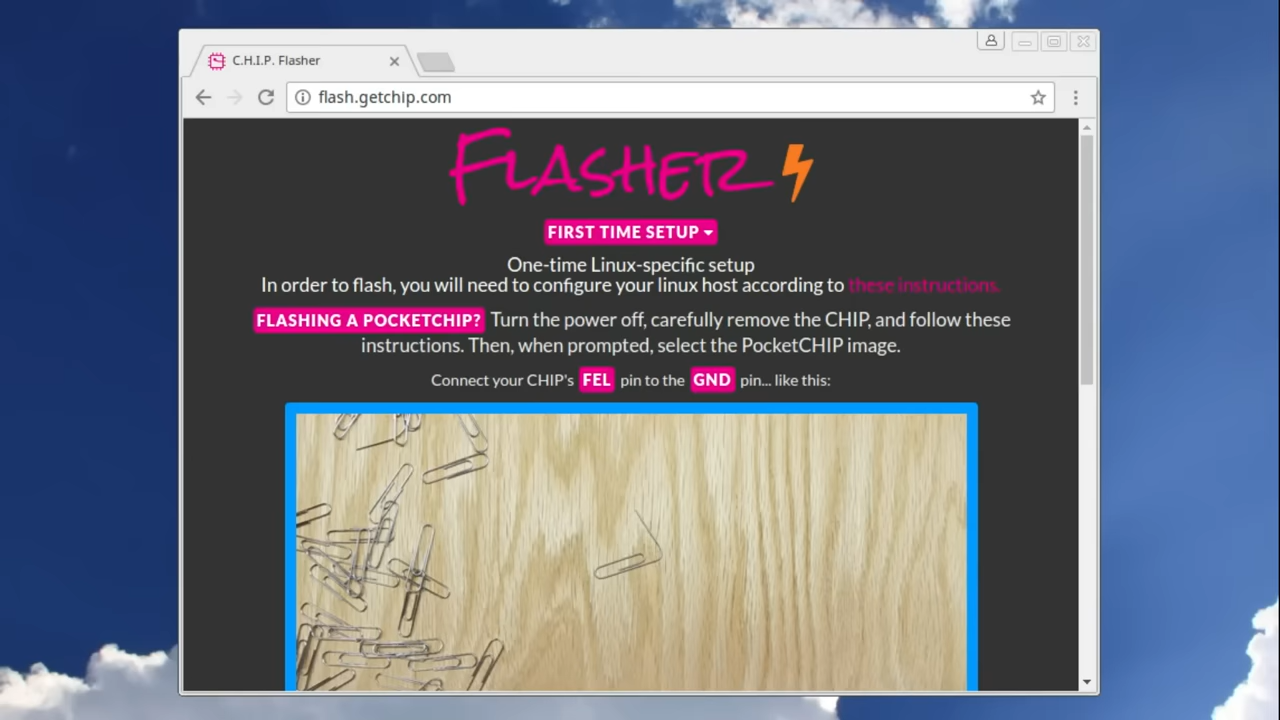 C.H.I.P. Flasher
flash.getchip.com
FLASHER
FIRST TIME SETUP
One-time Linux-specific setup
In order to flash, you will need to configure your linux host according to these instructions.
FLASHING A POCKETCHIP? Turn the power off, carefully remove the CHIP, and follow these
instructions. Then, when prompted, select the PocketCHIP image.
Connect your CHIP's FEL pin to the GND pin... like this: